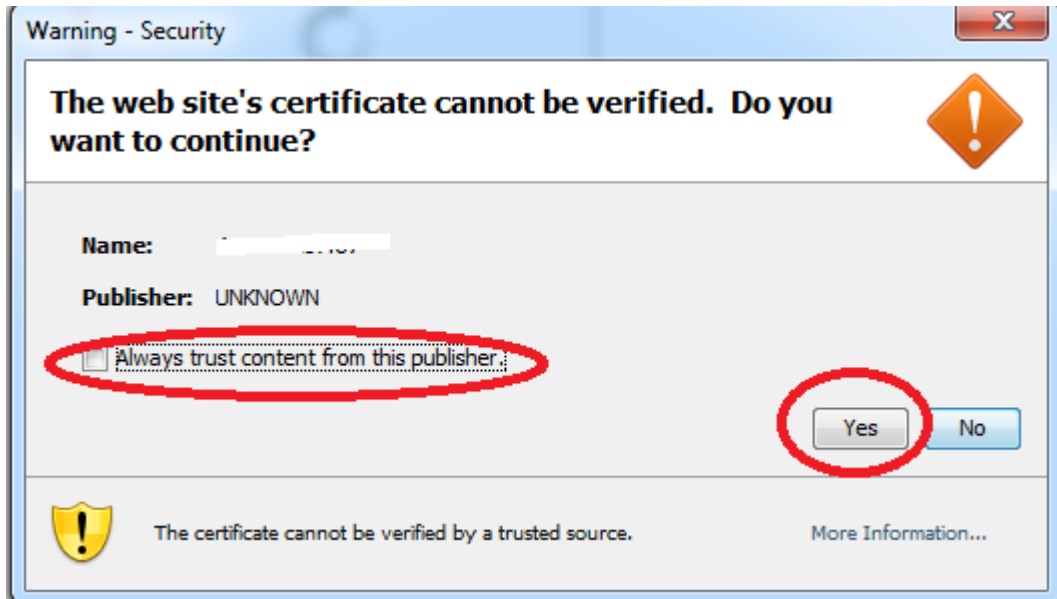 Warning - Security
The web site's certificate cannot be verified. Do you
want to continue?
Name:
Publisher: UNKNOWN
Always trust content from this publisher.
Yes No
The certificate cannot be verified by a trusted source. More Information...